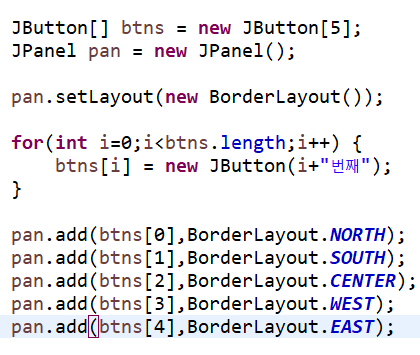 JButton[] btns = new JButton[5];
JPanel pan = new JPanel();
pan.setLayout(new BorderLayout());
for(int i=0;i<btns.length;i++) {
btns[i] = new JButton(i+"번째");
}
pan.add(btns[0],BorderLayout.NORTH);
pan.add(btns[1],BorderLayout.SOUTH);
pan.add(btns[2],BorderLayout.CENTER);
pan.add(btns[3],BorderLayout.WEST);
pan.add(btns[4],BorderLayout.EAST);